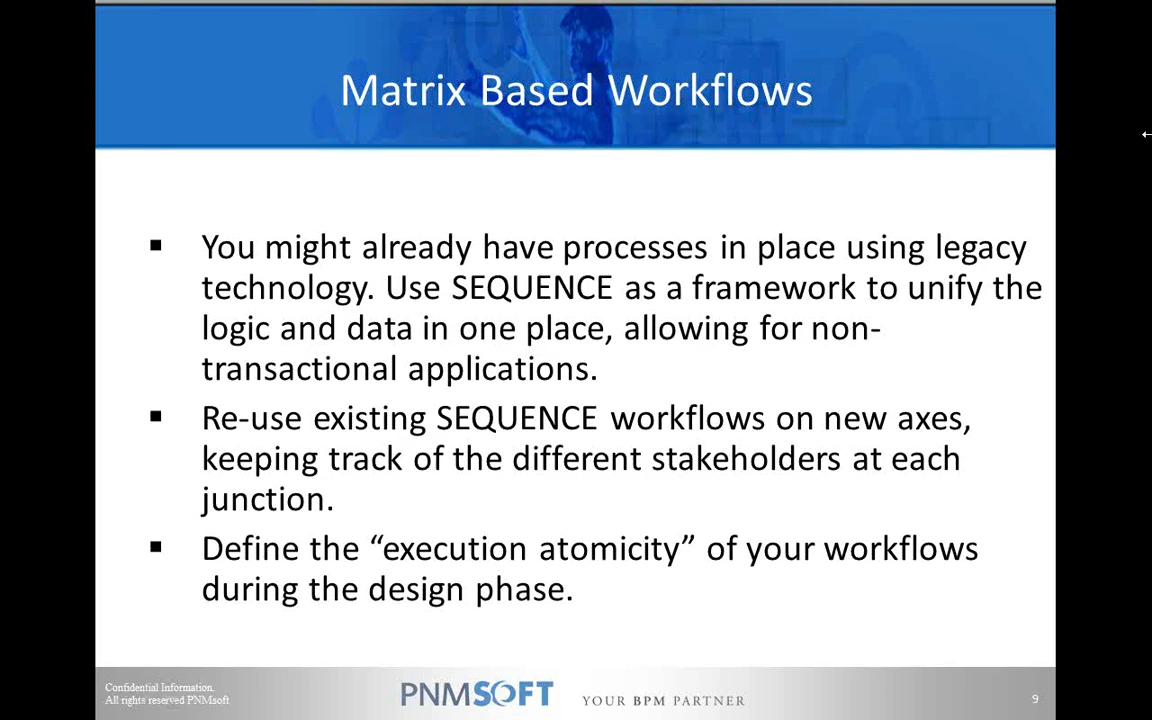 Matrix Based Workflows
▪ You might already have processes in place using legacy
technology. Use SEQUENCE as a framework to unify the
logic and data in one place, allowing for non-
transactional applications.
▪ Re-use existing SEQUENCE workflows on new axes,
keeping track of the different stakeholders at each
junction.
▪ Define the “execution atomicity” of your workflows
during the design phase.
Confidential Information.
All rights reserved PNMsoft
PNMSOFT YOUR BPM PARTNER
9